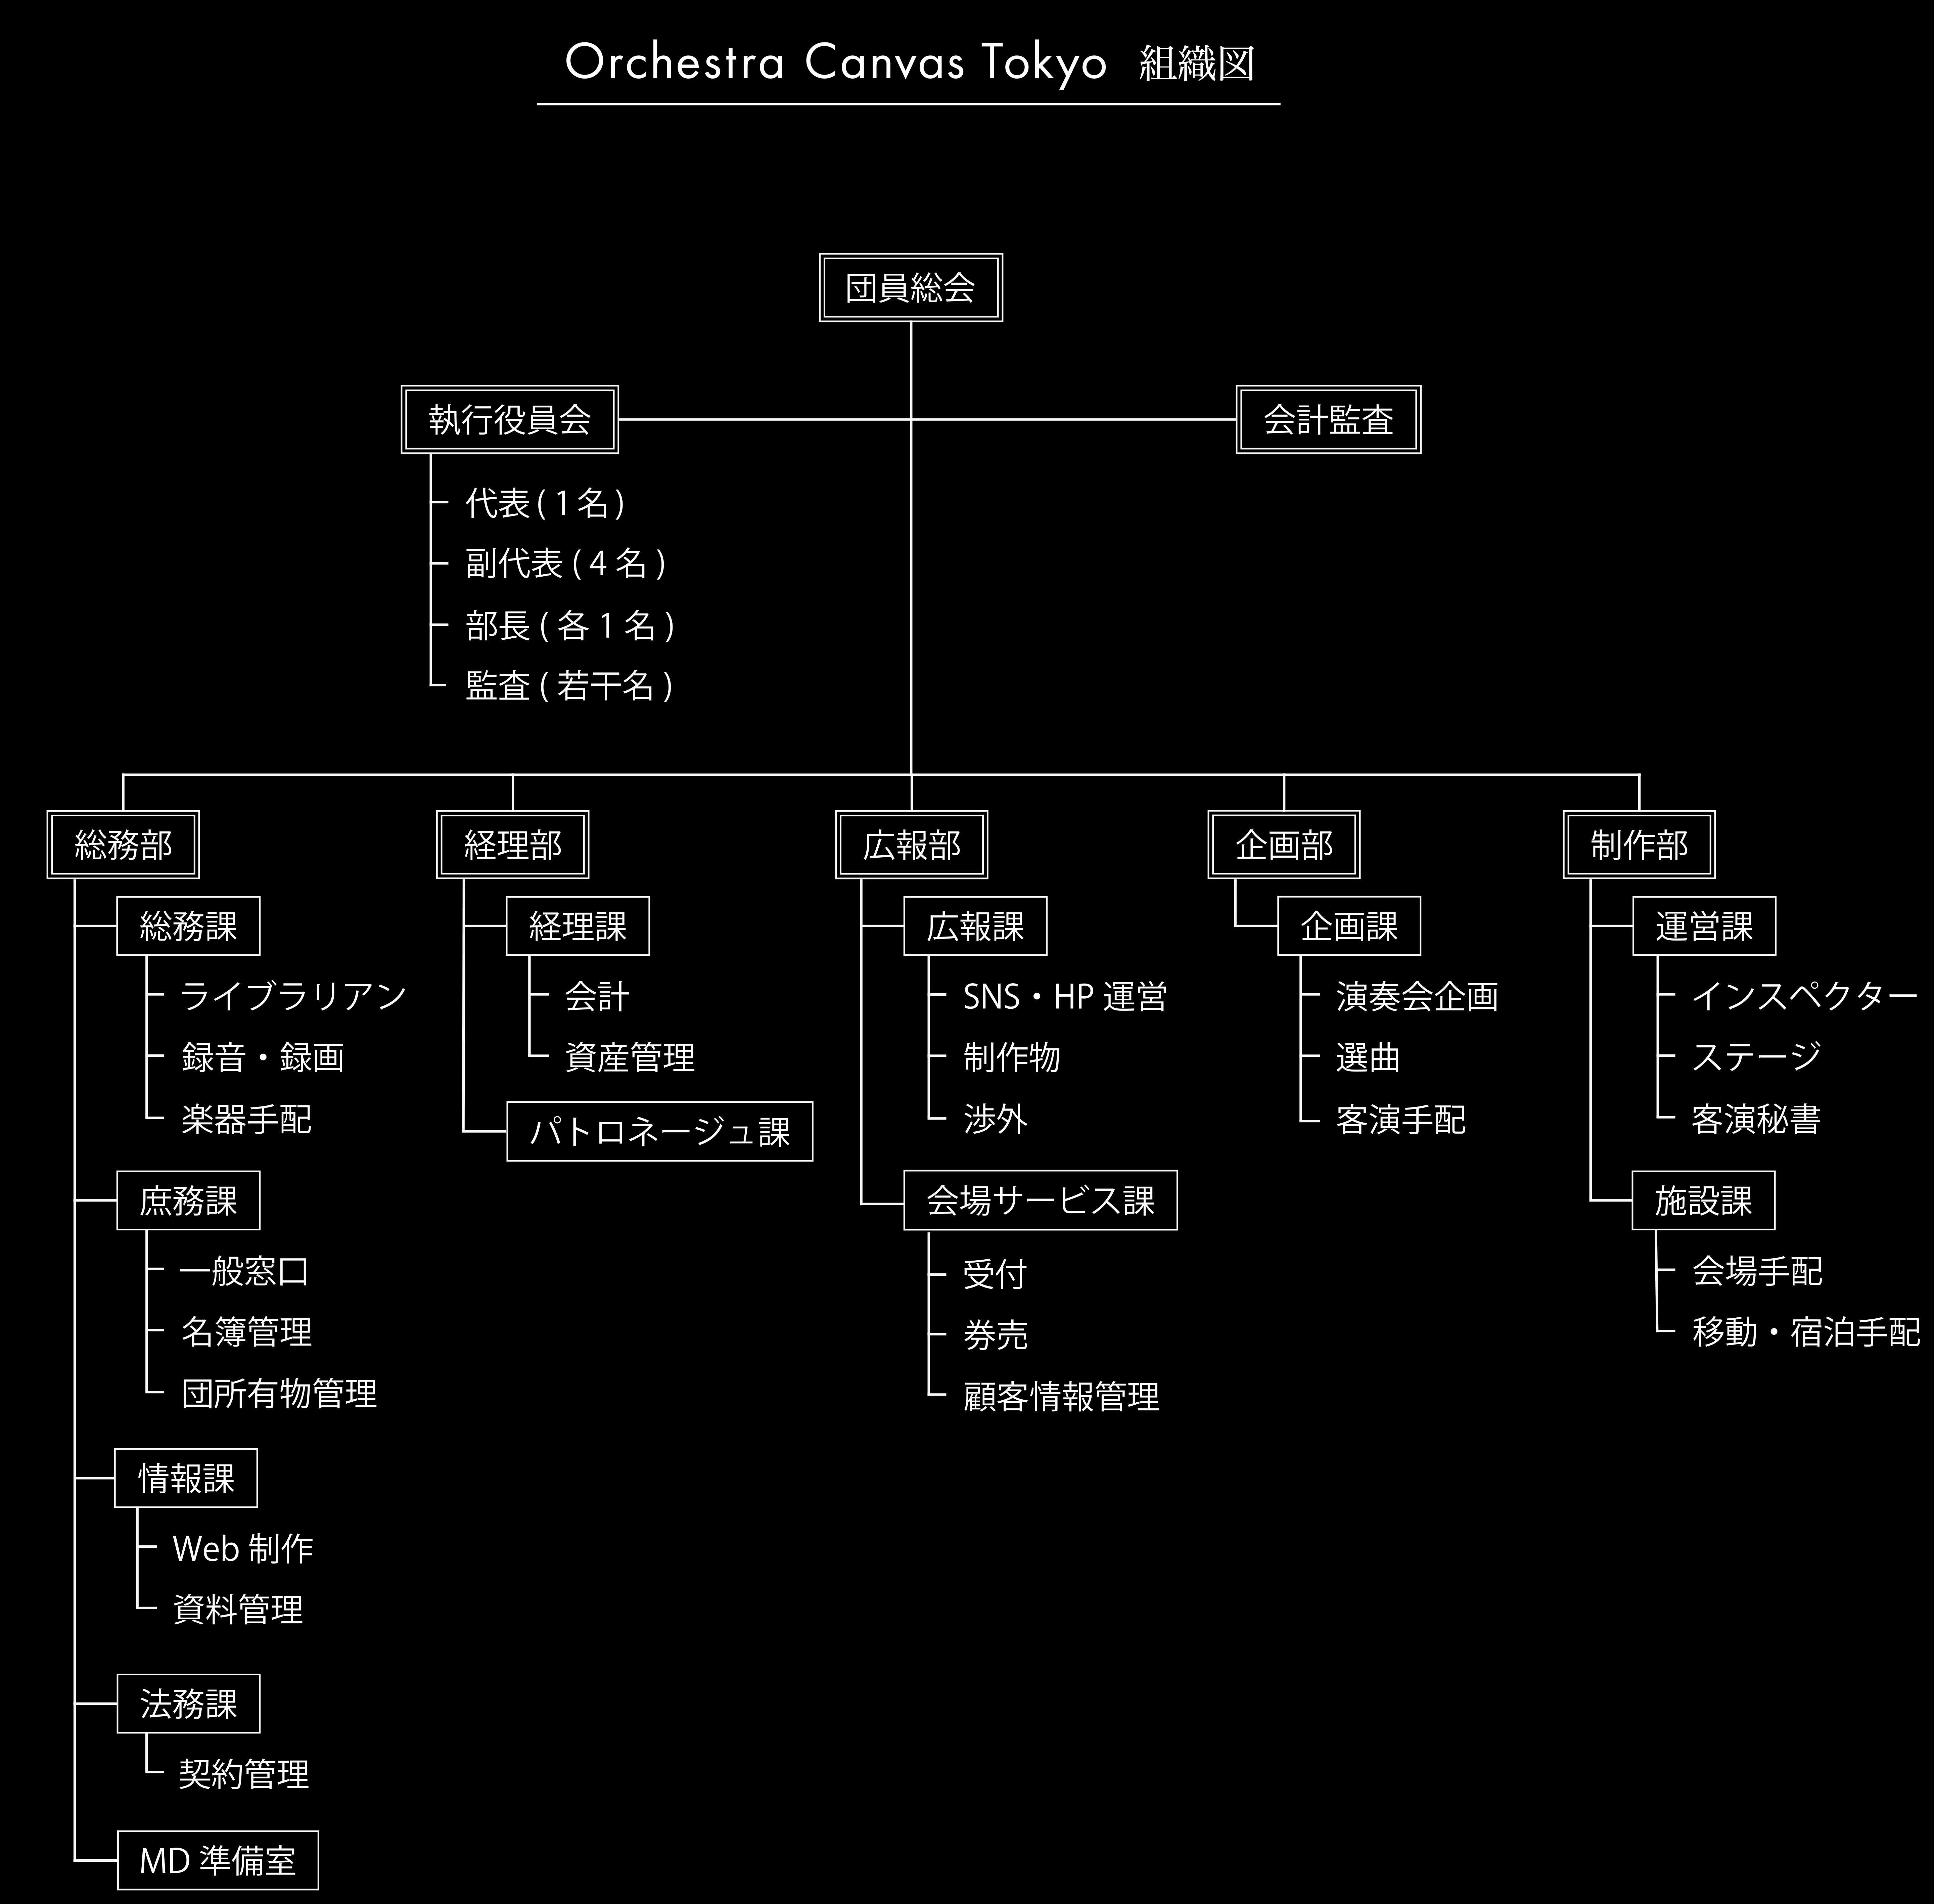 Orchestra Canvas Tokyo 組織図
団員総会
執行役員会
代表(1名)
副代表(4名)
部長(各1名)
監査(若干名)
会計監査
総務部
総務課
ライブラリアン
録音・録画
楽器手配
庶務課
一般窓口
名簿管理
団所有物管理
情報課
Web制作
資料管理
法務課
契約管理
MD準備室
経理部
経理課
会計
資産管理
パトロネージュ課
広報部
広報課
SNS・HP運営
制作物
渉外
会場サービス課
受付
券売
顧客情報管理
企画部
企画課
演奏会企画
選曲
客演手配
制作部
運営課
インスペクター
ステージ
客演秘書
施設課
会場手配
移動・宿泊手配